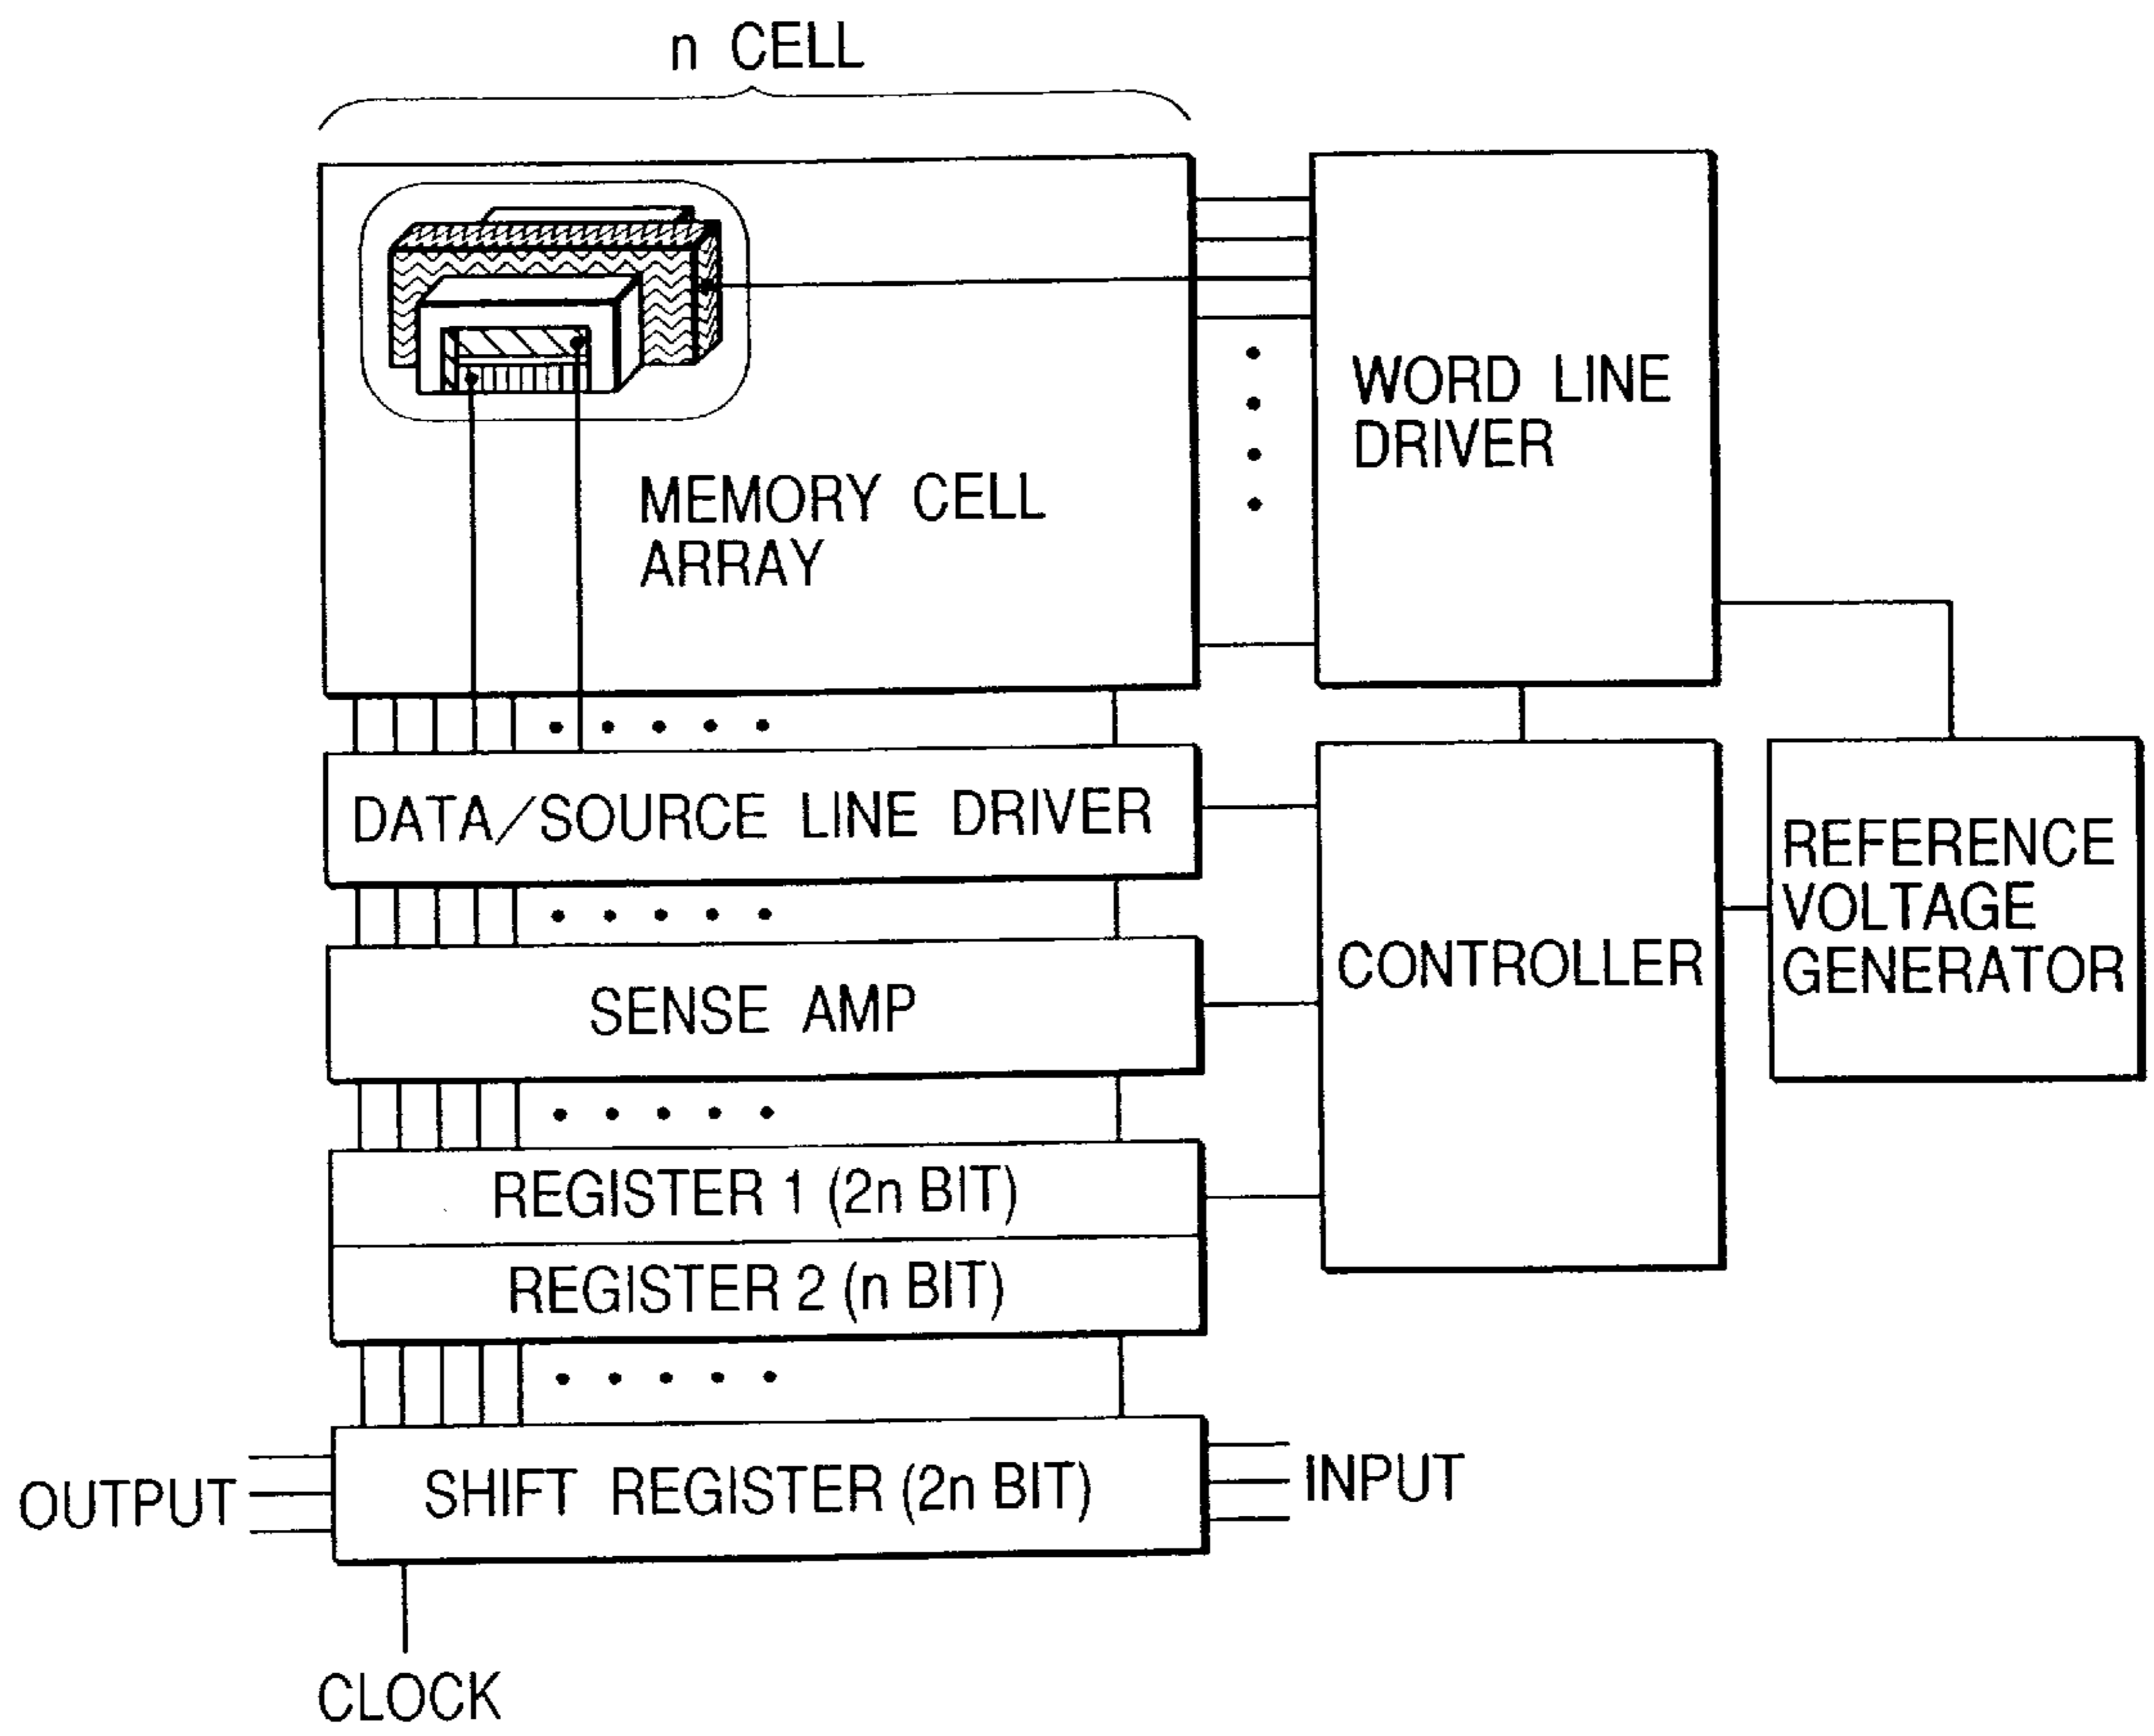 n CELL
WORD LINE
DRIVER
MEMORY CELL
ARRAY
DATA/SOURCE LINE DRIVER
REFERENCE
VOLTAGE
GENERATOR
CONTROLLER
SENSE AMP
REGISTER 1 (2n BIT)
REGISTER 2 (n BIT)
OUTPUT
SHIFT REGISTER (2n BIT)
INPUT
CLOCK